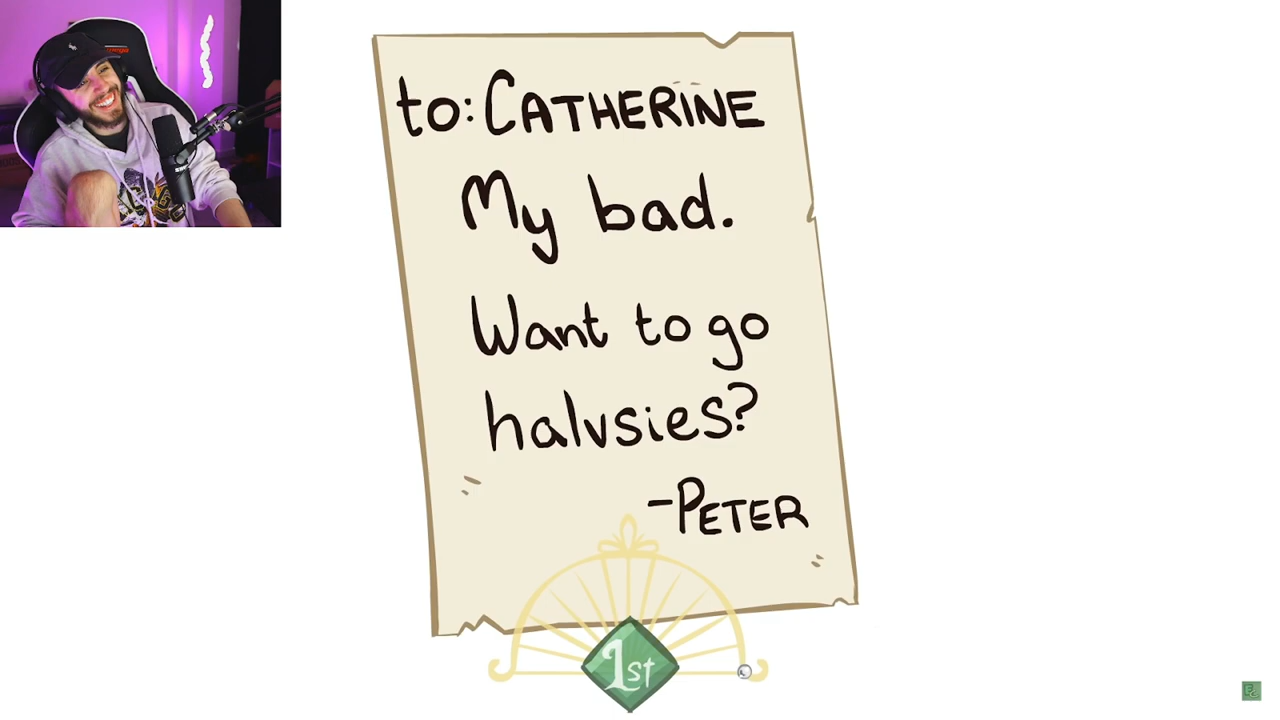 to: CATHERINE
My bad.
Want to go
halvsies?
-PETER
1st